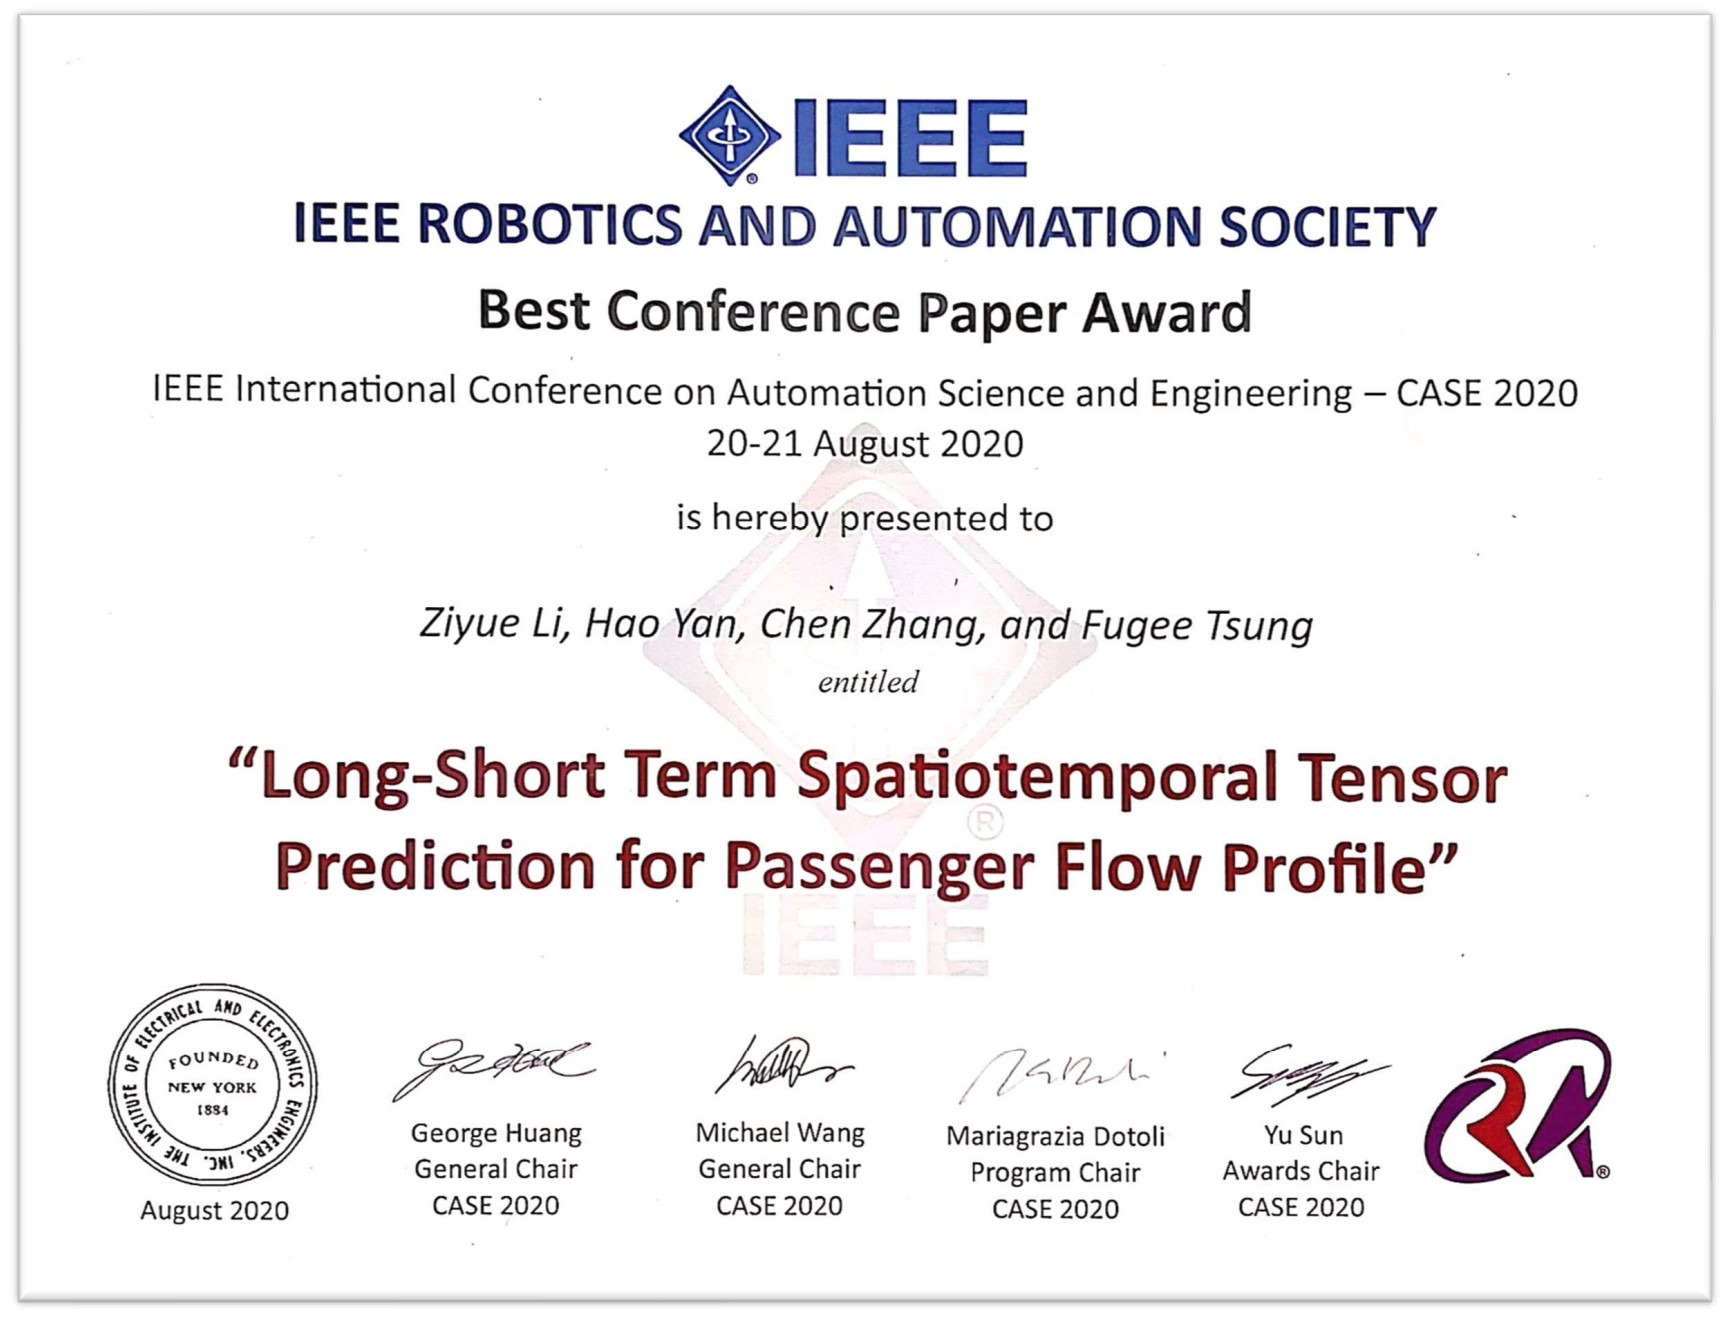 IEEE
IEEE ROBOTICS AND AUTOMATION SOCIETY
Best Conference Paper Award
IEEE International Conference on Automation Science and Engineering – CASE 2020
20-21 August 2020
is hereby presented to
Ziyue Li, Hao Yan, Chen Zhang, and Fugee Tsung
entitled
“Long-Short Term Spatiotemporal Tensor
Prediction for Passenger Flow Profile”
IEEE
THE INSTITUTE OF ELECTRICAL AND ELECTRONICS ENGINEERS, INC.
FOUNDED
NEW YORK
1884
August 2020
George Huang
General Chair
CASE 2020
Michael Wang
General Chair
CASE 2020
Mariagrazia Dotoli
Program Chair
CASE 2020
Yu Sun
Awards Chair
CASE 2020
RA